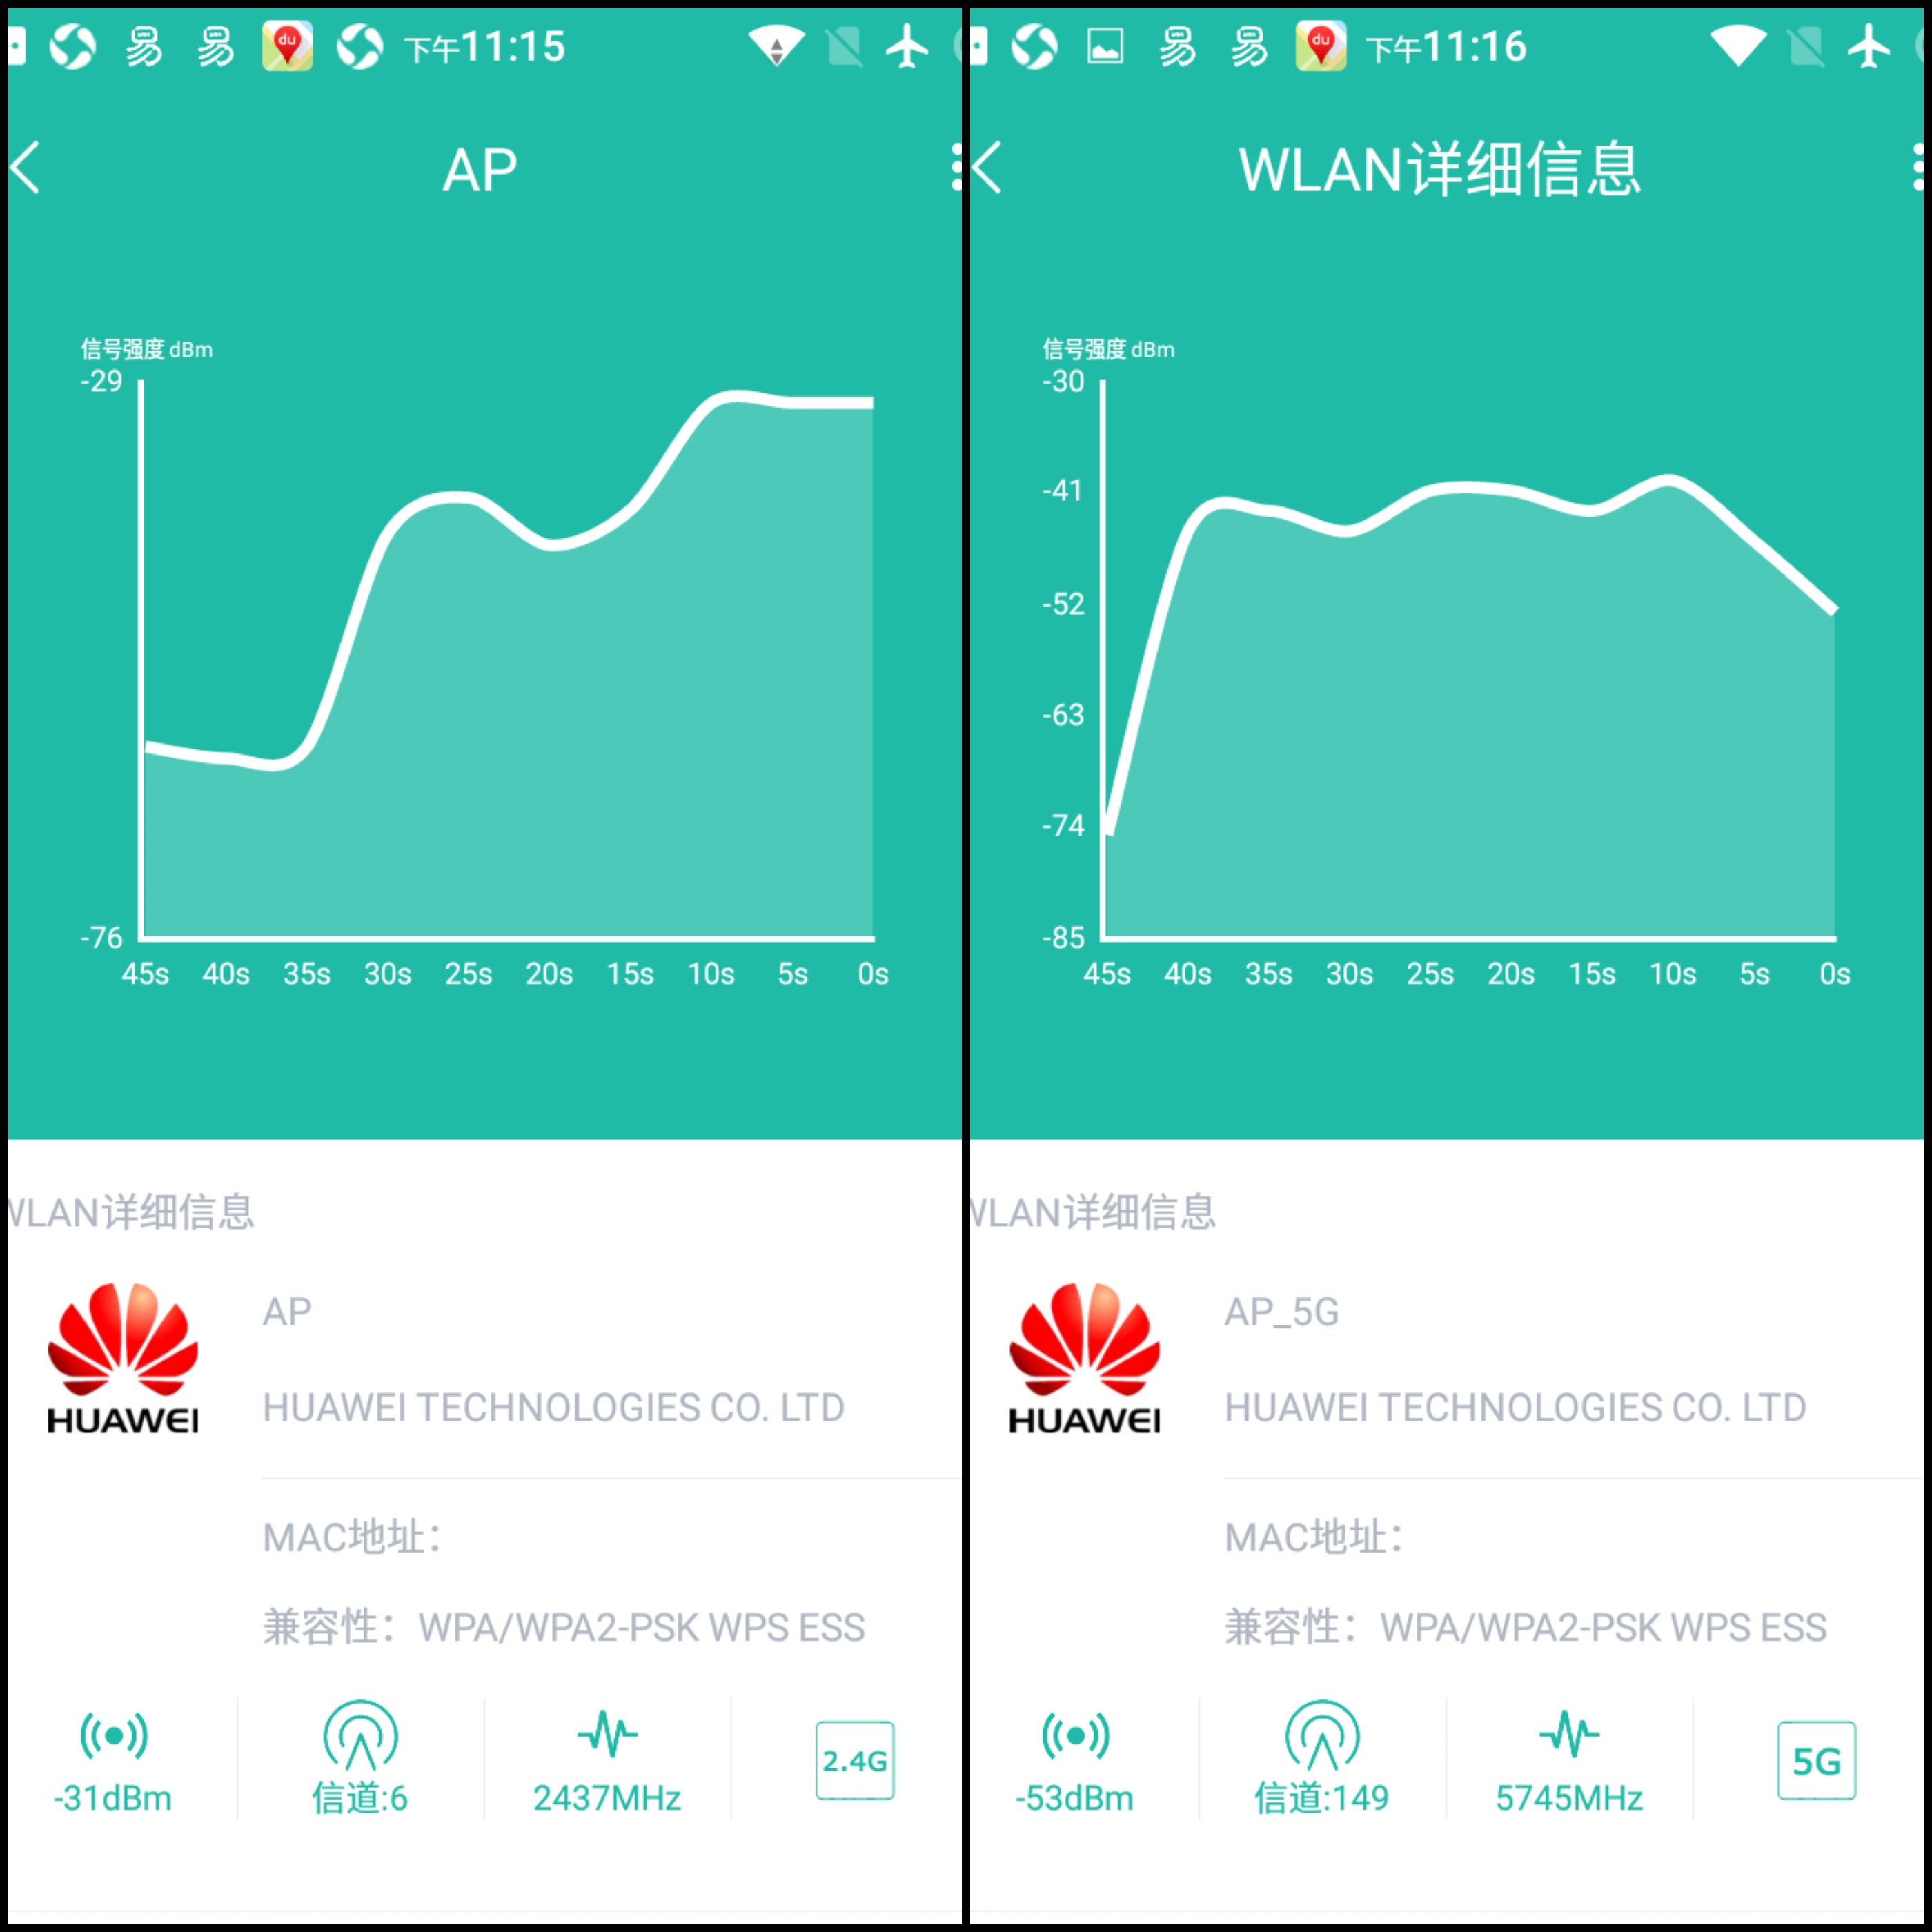 易 易 du 下午11:15
AP
信号强度 dBm
-29
-76
45s 40s 35s 30s 25s 20s 15s 10s 5s 0s
WLAN详细信息
HUAWEI
AP
HUAWEI TECHNOLOGIES CO. LTD
MAC地址：
兼容性：WPA/WPA2-PSK WPS ESS
-31dBm
信道:6
2437MHz
2.4G
易 易 du 下午11:16
WLAN详细信息
信号强度 dBm
-30
-41
-52
-63
-74
-85
45s 40s 35s 30s 25s 20s 15s 10s 5s 0s
WLAN详细信息
HUAWEI
AP_5G
HUAWEI TECHNOLOGIES CO. LTD
MAC地址：
兼容性：WPA/WPA2-PSK WPS ESS
-53dBm
信道:149
5745MHz
5G